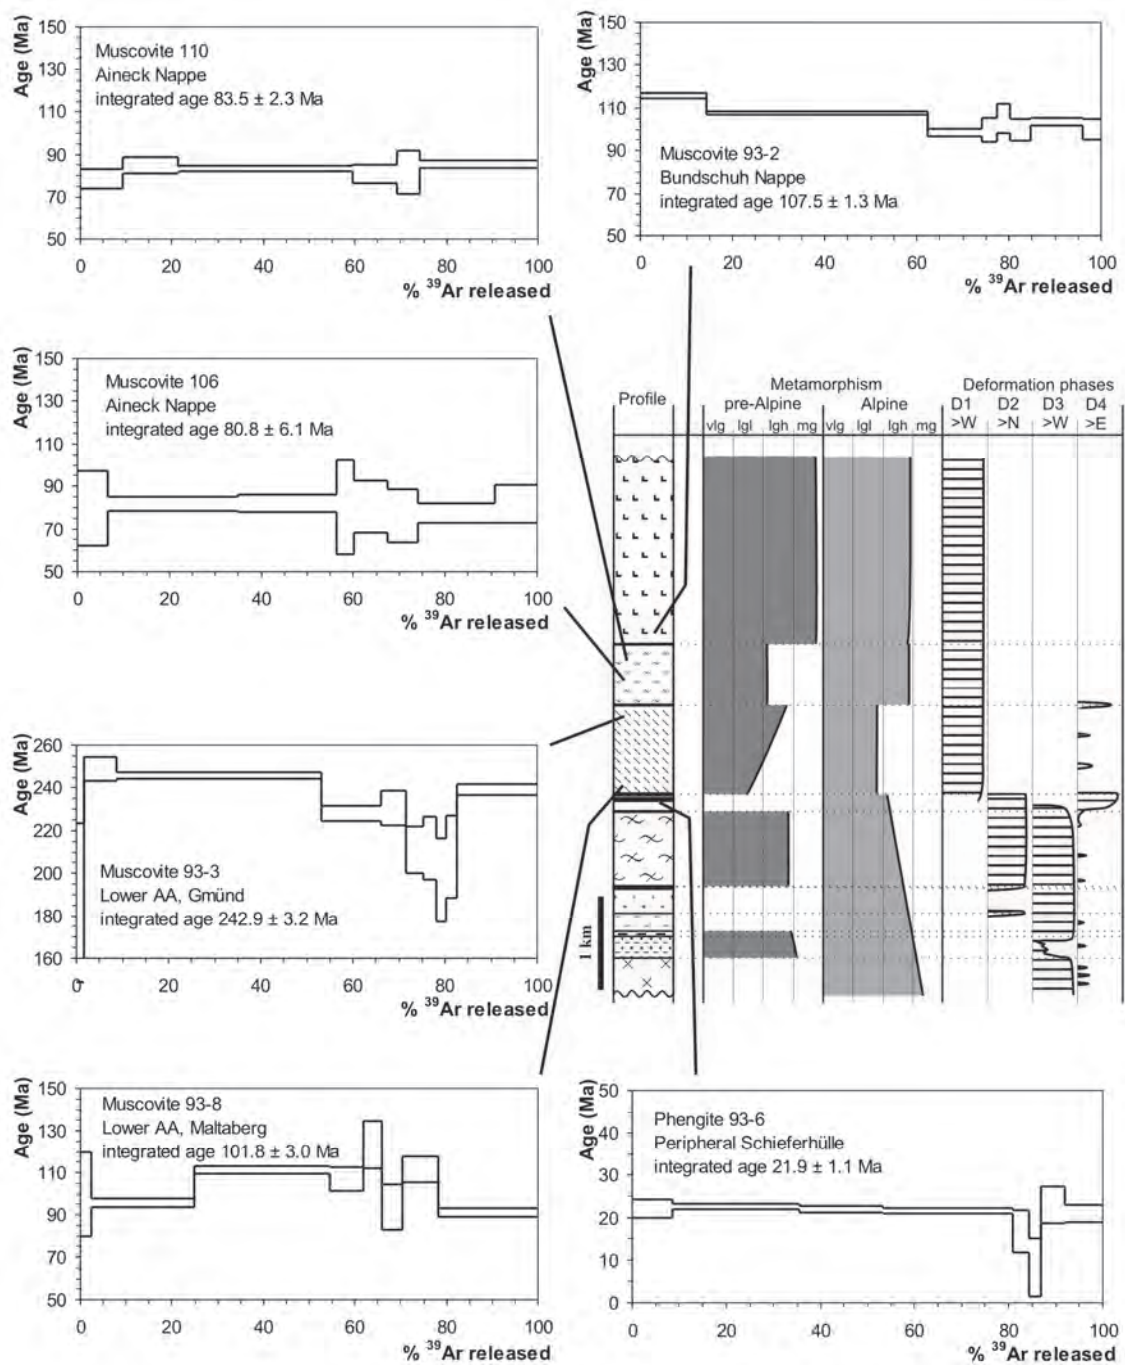 Age (Ma)
150
130
110
90
70
50
Muscovite 110
Aineck Nappe
integrated age 83.5 ± 2.3 Ma
0 20 40 60 80 100
% ³⁹Ar released
Age (Ma)
150
130
110
90
70
50
Muscovite 93-2
Bundschuh Nappe
integrated age 107.5 ± 1.3 Ma
0 20 40 60 80 100
% ³⁹Ar released
Age (Ma)
150
130
110
90
70
50
Muscovite 106
Aineck Nappe
integrated age 80.8 ± 6.1 Ma
0 20 40 60 80 100
% ³⁹Ar released
Profile
Metamorphism
pre-Alpine Alpine
vlg lgl lgh mg vlg lgl lgh mg
Deformation phases
D1 D2 D3 D4
>W >N >W >E
1 km
Age (Ma)
260
240
220
200
180
160
Muscovite 93-3
Lower AA, Gmünd
integrated age 242.9 ± 3.2 Ma
20 40 60 80 100
% ³⁹Ar released
Age (Ma)
150
130
110
90
70
50
Muscovite 93-8
Lower AA, Maltaberg
integrated age 101.8 ± 3.0 Ma
0 20 40 60 80 100
% ³⁹Ar released
Age (Ma)
50
40
30
20
10
0
Phengite 93-6
Peripheral Schieferhülle
integrated age 21.9 ± 1.1 Ma
0 20 40 60 80 100
% ³⁹Ar released